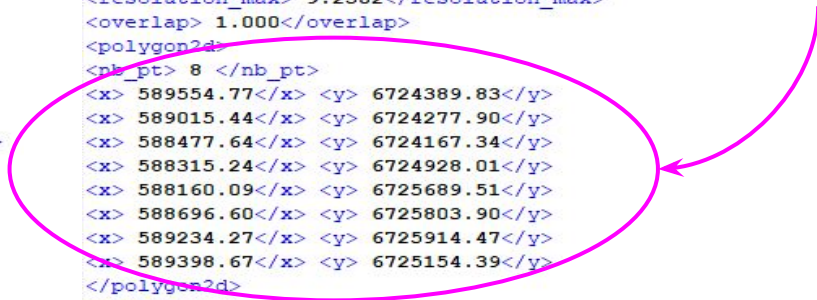 <overlap> 1.000</overlap>
<polygon2d>
<nb_pt> 8 </nb_pt>
<x> 589554.77</x> <y> 6724389.83</y>
<x> 589015.44</x> <y> 6724277.90</y>
<x> 588477.64</x> <y> 6724167.34</y>
<x> 588315.24</x> <y> 6724928.01</y>
<x> 588160.09</x> <y> 6725689.51</y>
<x> 588696.60</x> <y> 6725803.90</y>
<x> 589234.27</x> <y> 6725914.47</y>
<x> 589398.67</x> <y> 6725154.39</y>
</polygon2d>